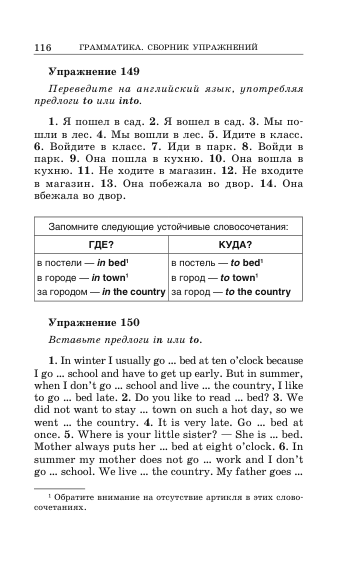 116 ГРАММАТИКА. СБОРНИК УПРАЖНЕНИЙ
Упражнение 149
Переведите на английский язык, употребляя
предлоги to или into.
1. Я пошел в сад. 2. Я вошел в сад. 3. Мы по-
шли в лес. 4. Мы вошли в лес. 5. Идите в класс.
6. Войдите в класс. 7. Иди в парк. 8. Войди в
парк. 9. Она пошла в кухню. 10. Она вошла в
кухню. 11. Не ходите в магазин. 12. Не входите
в магазин. 13. Она побежала во двор. 14. Она
вбежала во двор.
Запомните следующие устойчивые словосочетания:
ГДЕ? КУДА?
в постели — in bed¹ в постель — to bed¹
в городе — in town¹ в город — to town¹
за городом — in the country за город — to the country
Упражнение 150
Вставьте предлоги in или to.
1. In winter I usually go ... bed at ten o'clock because
I go ... school and have to get up early. But in summer,
when I don't go ... school and live ... the country, I like
to go ... bed late. 2. Do you like to read ... bed? 3. We
did not want to stay ... town on such a hot day, so we
went ... the country. 4. It is very late. Go ... bed at
once. 5. Where is your little sister? — She is ... bed.
Mother always puts her ... bed at eight o'clock. 6. In
summer my mother does not go ... work and I don't
go ... school. We live ... the country. My father goes ...
¹ Обратите внимание на отсутствие артикля в этих слово-
сочетаниях.